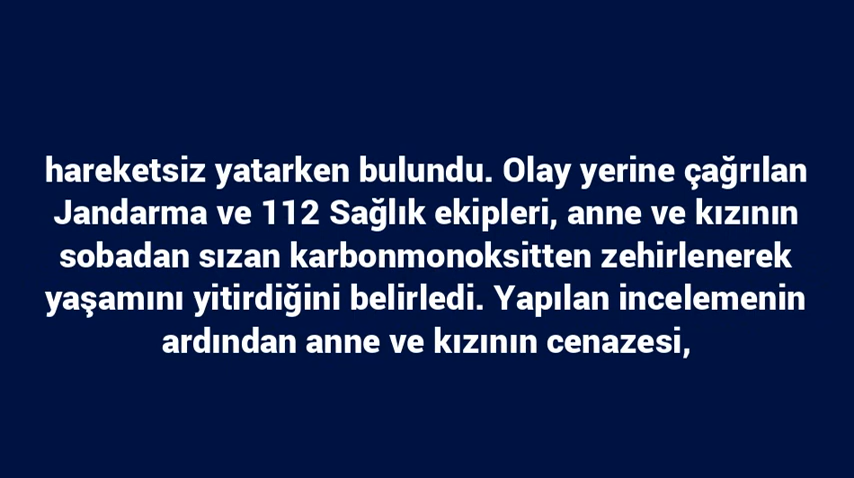 hareketsiz yatarken bulundu. Olay yerine çağrılan
Jandarma ve 112 Sağlık ekipleri, anne ve kızının
sobadan sızan karbonmonoksitten zehirlenerek
yaşamını yitirdiğini belirledi. Yapılan incelemenin
ardından anne ve kızının cenazesi,